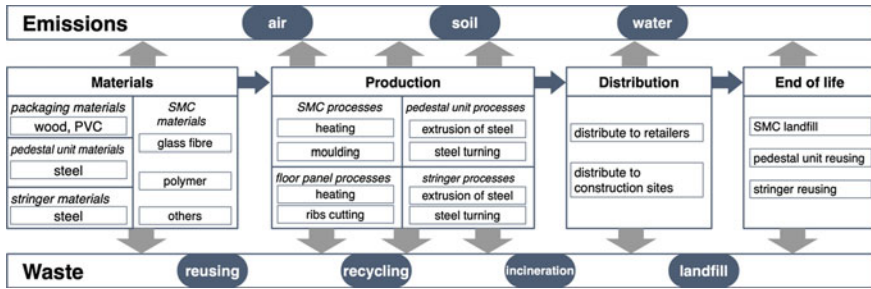 Emissions
air
soil
water
Materials
packaging materials
wood, PVC
pedestal unit materials
steel
stringer materials
steel
SMC
materials
glass fibre
polymer
others
Production
SMC processes
heating
moulding
floor panel processes
heating
ribs cutting
pedestal unit processes
extrusion of steel
steel turning
stringer processes
extrusion of steel
steel turning
Distribution
distribute to retailers
distribute to
construction sites
End of life
SMC landfill
pedestal unit reusing
stringer reusing
Waste
reusing
recycling
incineration
landfill